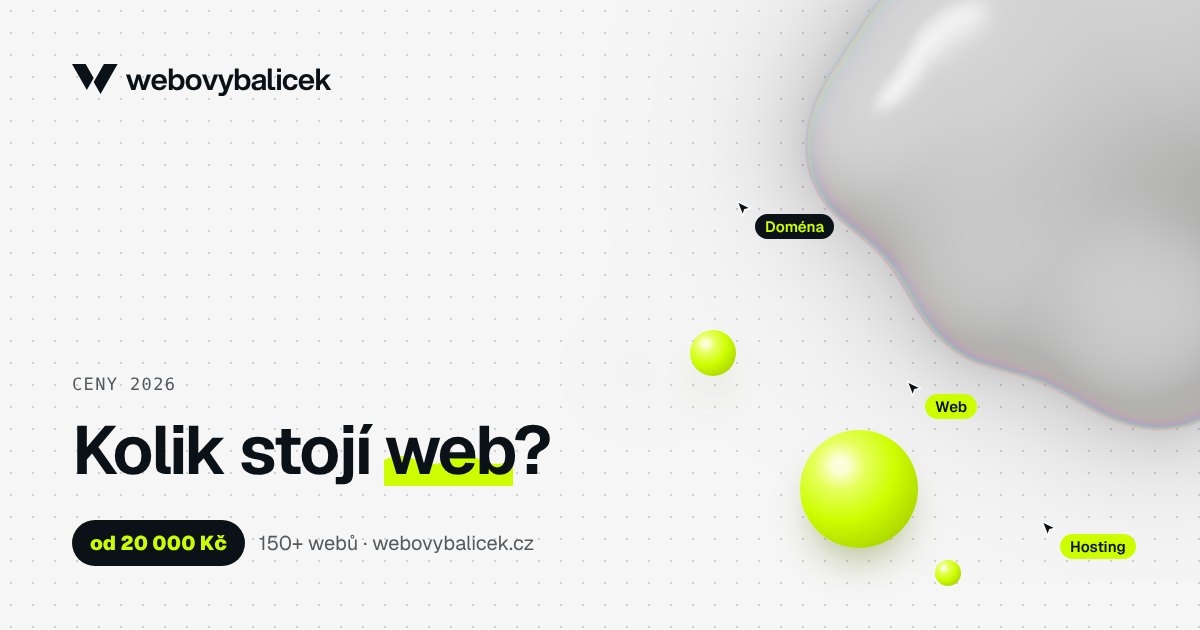 webovybalicek
Doména
CENY 2026
Web
Kolik stojí web?
od 20 000 Kč
150+ webů · webovybalicek.cz
Hosting